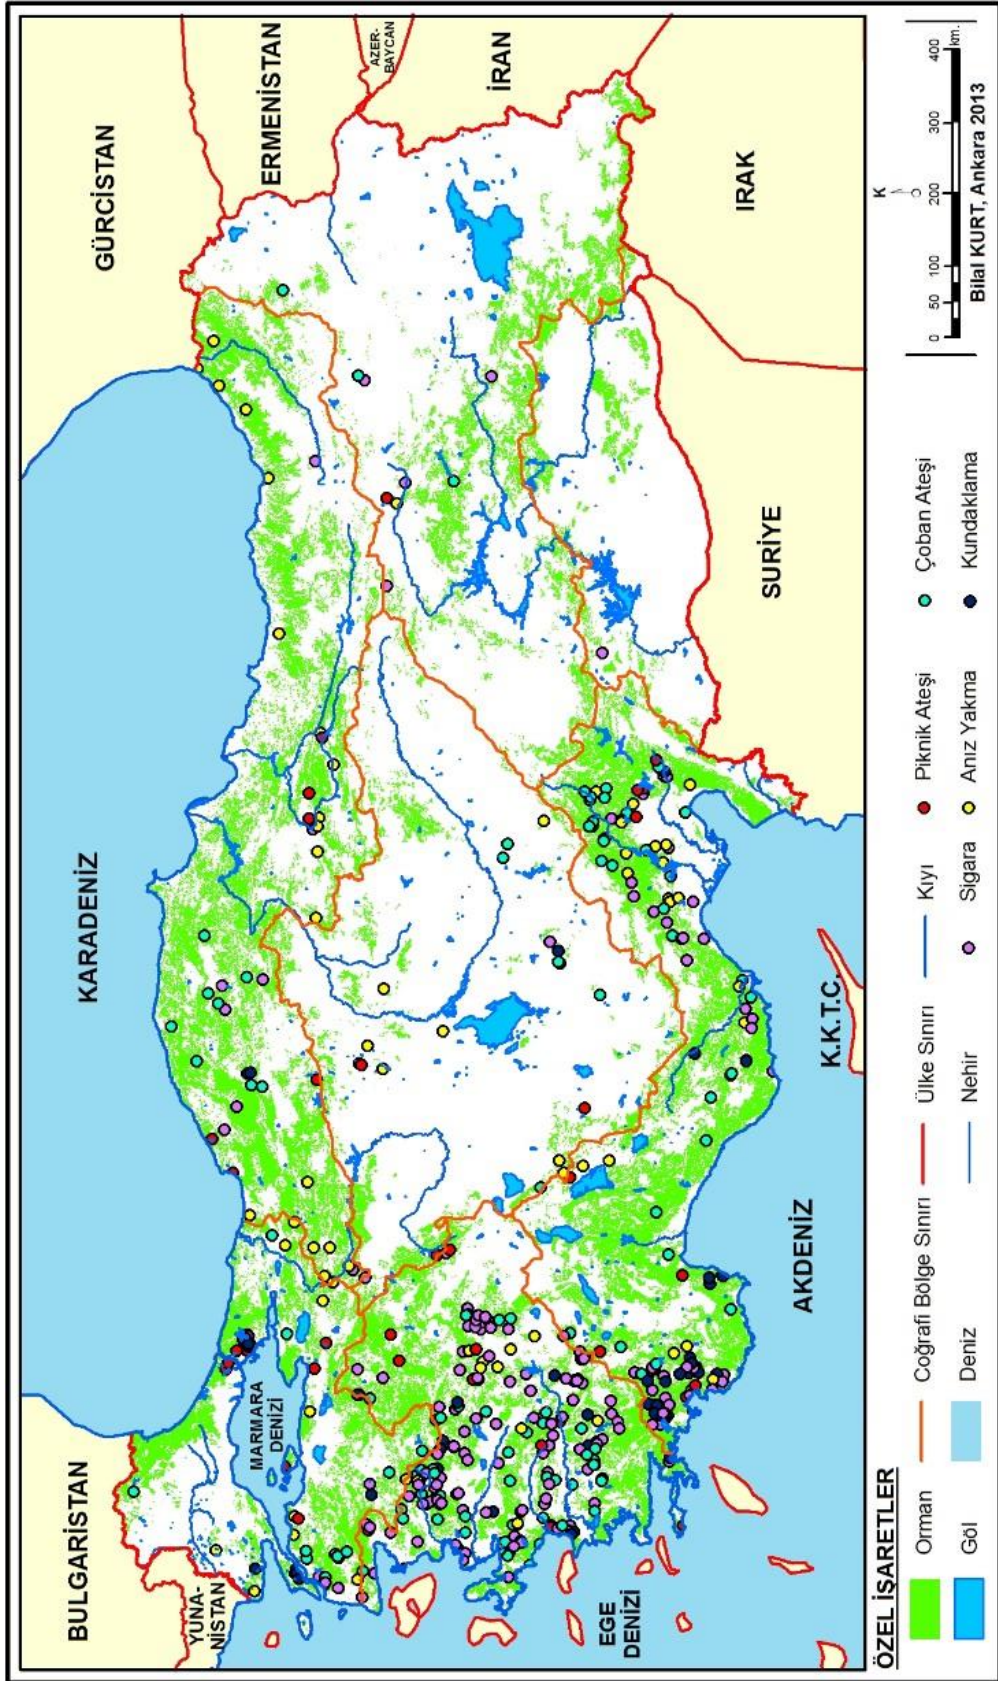 BULGARİSTAN
KARADENİZ
GÜRCİSTAN
YUNA-
NİSTAN
MARMARA
DENİZİ
ERMENİSTAN
AZER-
BAYCAN
İRAN
EGE
DENİZİ
AKDENİZ
K.K.T.C.
SURİYE
IRAK
ÖZEL İŞARETLER
Orman
Coğrafi Bölge Sınırı
Ülke Sınırı
Kıyı
Piknik Ateşi
Çoban Ateşi
Göl
Deniz
Nehir
Sigara
Anız Yakma
Kundaklama
K
0 50 100 200 300 400
km.
Bilal KURT, Ankara 2013